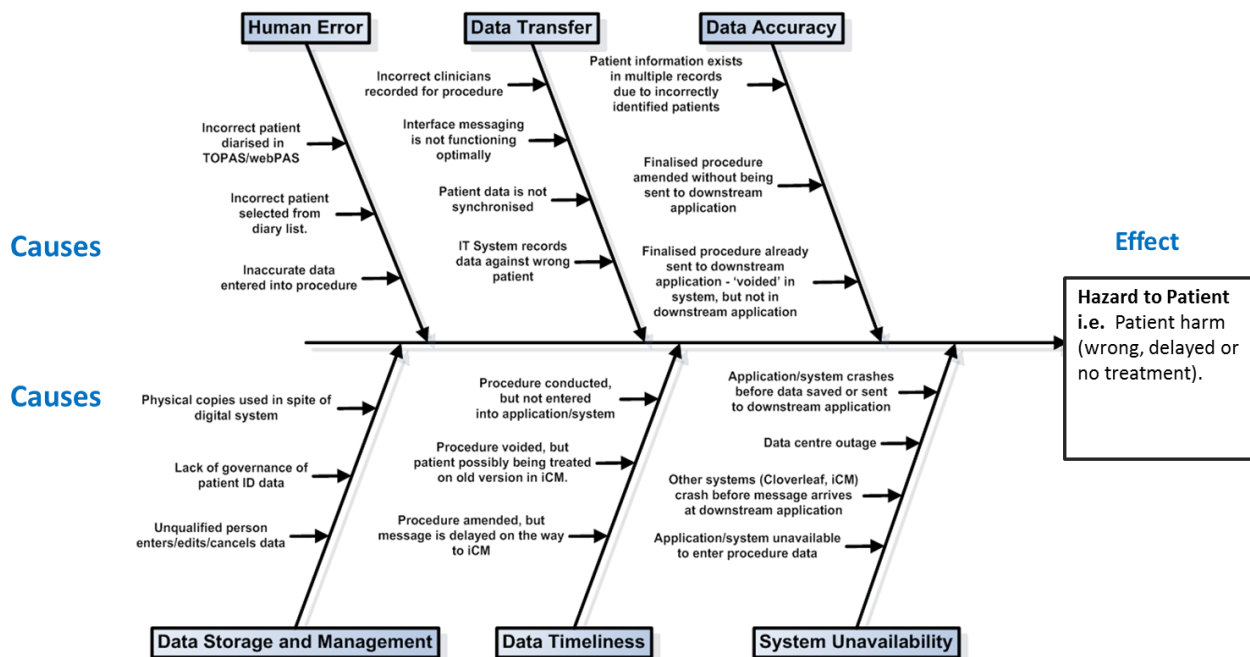 Human Error
Data Transfer
Data Accuracy
Incorrect patient
diarised in
TOPAS/webPAS
Incorrect patient
selected from
diary list.
Inaccurate data
entered into procedure
Incorrect clinicians
recorded for procedure
Interface messaging
is not functioning
optimally
Patient data is not
synchronised
IT System records
data against wrong
patient
Patient information exists
in multiple records
due to incorrectly
identified patients
Finalised procedure
amended without being
sent to downstream
application
Finalised procedure already
sent to downstream
application - ‘voided’ in
system, but not in
downstream application
Causes
Effect
Hazard to Patient
i.e. Patient harm
(wrong, delayed or
no treatment).
Causes
Physical copies used in spite of
digital system
Lack of governance of
patient ID data
Unqualified person
enters/edits/cancels data
Procedure conducted,
but not entered
into application/system
Procedure voided, but
patient possibly being treated
on old version in iCM.
Procedure amended, but
message is delayed on the way
to iCM
Application/system crashes
before data saved or sent
to downstream application
Data centre outage
Other systems (Cloverleaf, iCM)
crash before message arrives
at downstream application
Application/system unavailable
to enter procedure data
Data Storage and Management
Data Timeliness
System Unavailability